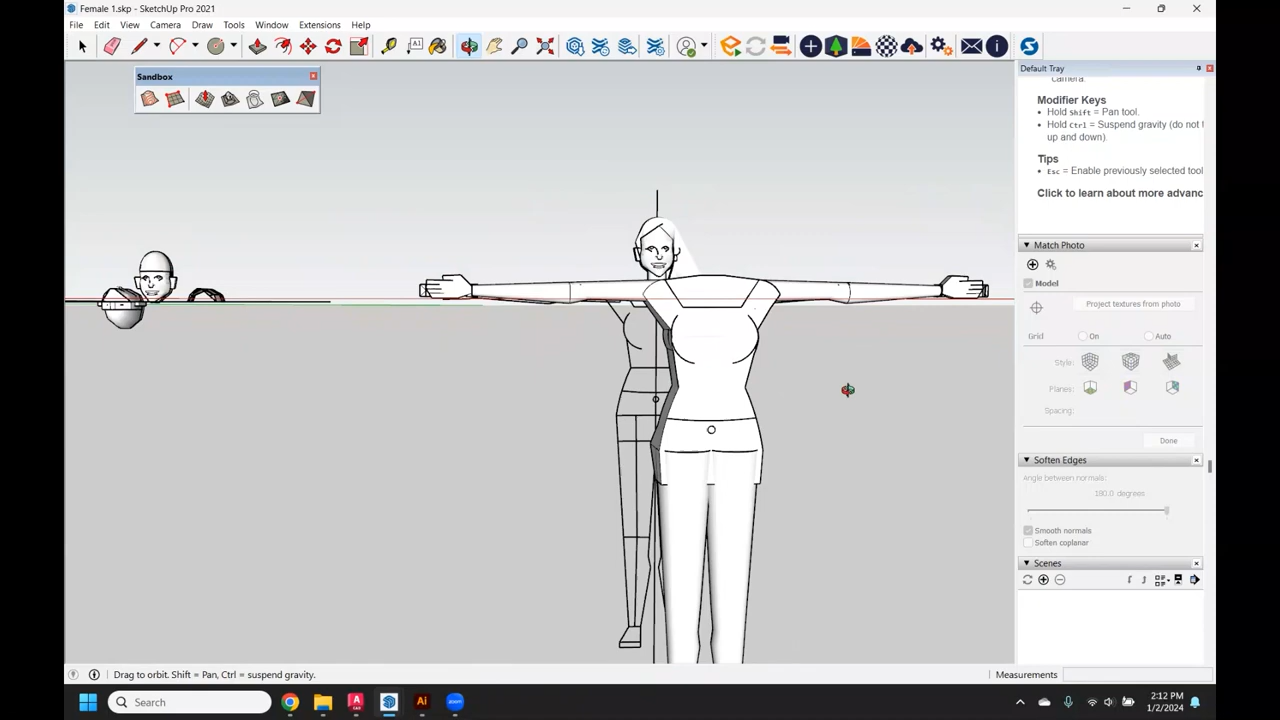 Female 1.skp - SketchUp Pro 2021
File Edit View Camera Draw Tools Window Extensions Help
Sandbox
Default Tray
Camera.
Modifier Keys
• Hold Shift = Pan tool.
• Hold Ctrl = Suspend gravity (do not t
up and down).
Tips
• Esc = Enable previously selected tool
Click to learn about more advanc
Match Photo
Model
Project textures from photo
Grid On Auto
Style:
Planes:
Spacing:
Done
Soften Edges
Angle between normals:
180.0 degrees
Smooth normals
Soften coplanar
Scenes
Drag to orbit. Shift = Pan, Ctrl = suspend gravity.
Measurements
Search
2:12 PM
1/2/2024